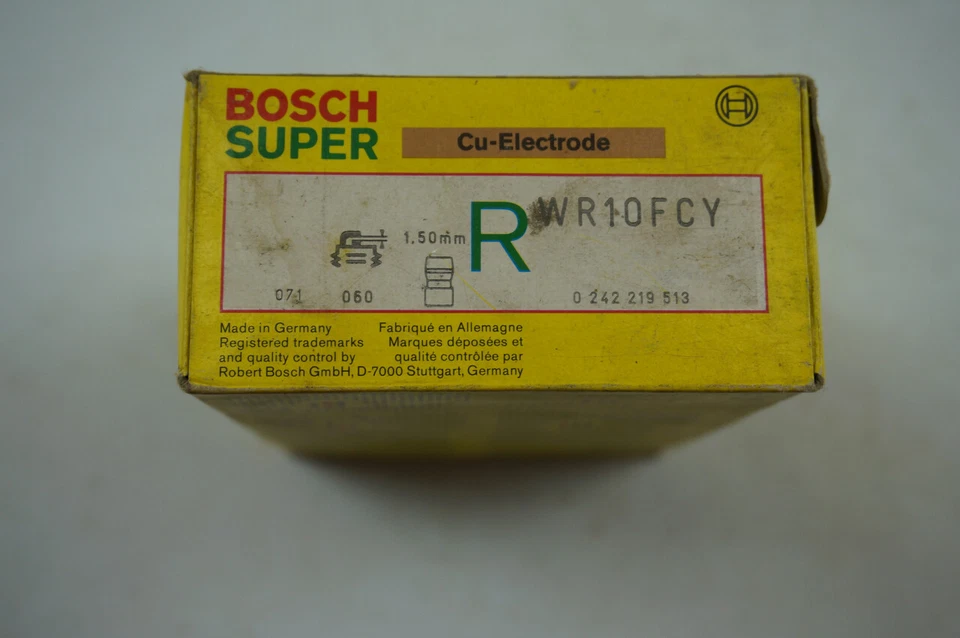 BOSCH
SUPER
Cu-Electrode
1.50mm
R
WR10FCY
071 060
0 242 219 513
Made in Germany
Registered trademarks
and quality control by
Fabriqué en Allemagne
Marques déposées et
qualité contrôlée par
Robert Bosch GmbH, D-7000 Stuttgart, Germany